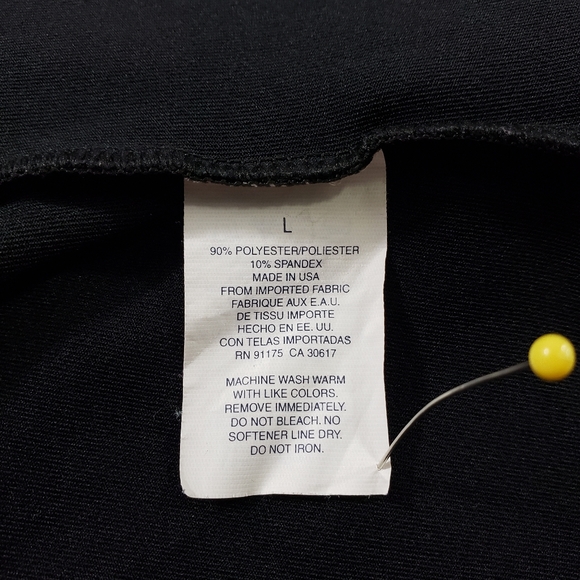 L
90% POLYESTER/POLIESTER
10% SPANDEX
MADE IN USA
FROM IMPORTED FABRIC
FABRIQUE AUX E.A.U.
DE TISSU IMPORTE
HECHO EN EE. UU.
CON TELAS IMPORTADAS
RN 91175 CA 30617
MACHINE WASH WARM
WITH LIKE COLORS.
REMOVE IMMEDIATELY.
DO NOT BLEACH. NO
SOFTENER LINE DRY.
DO NOT IRON.